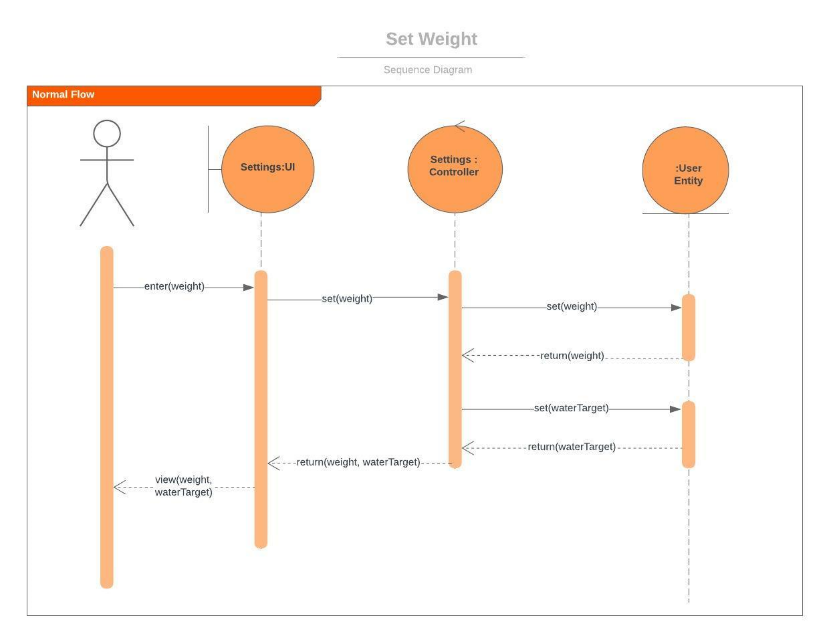 Set Weight
Sequence Diagram
Normal Flow
Settings:UI
Settings :
Controller
:User
Entity
enter(weight)
set(weight)
set(weight)
return(weight)
set(waterTarget)
return(waterTarget)
return(weight, waterTarget)
view(weight,
waterTarget)